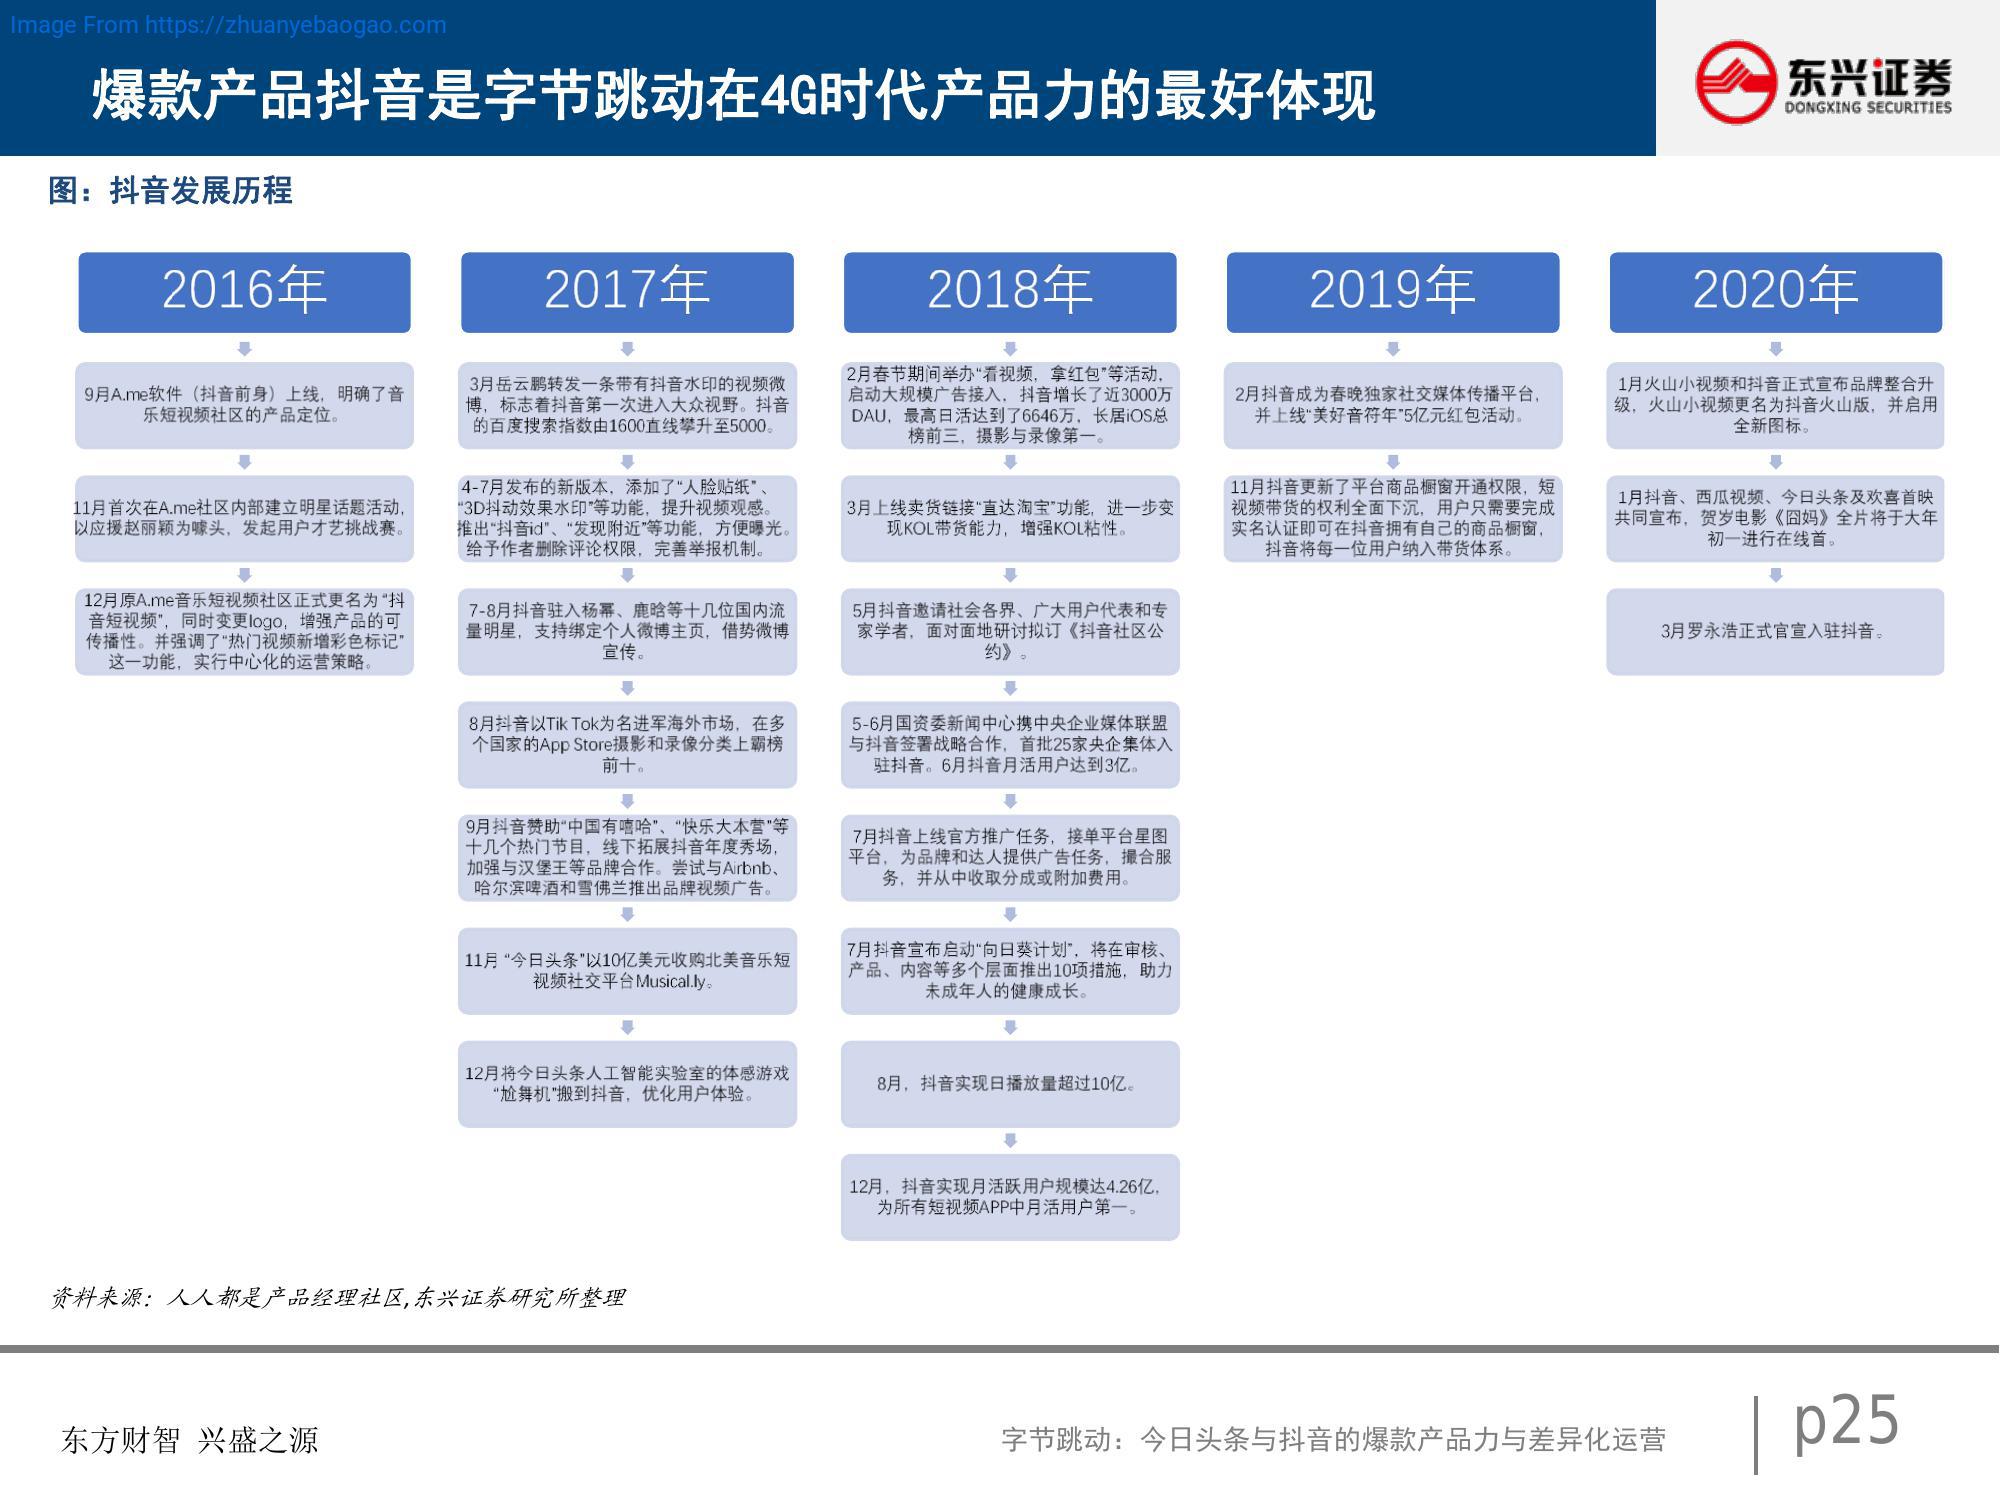 Image From https://zhuanyebaogao.com
爆款产品抖音是字节跳动在4G时代产品力的最好体现
东兴证券
DONGXING SECURITIES
图：抖音发展历程
2016年
9月A.me软件（抖音前身）上线，明确了音
乐短视频社区的产品定位。
11月首次在A.me社区内部建立明星话题活动，
以应援赵丽颖为噱头，发起用户才艺挑战赛。
12月原A.me音乐短视频社区正式更名为“抖
音短视频”，同时变更logo，增强产品的可
传播性。并强调了“热门视频新增彩色标记”
这一功能，实行中心化的运营策略。
2017年
3月岳云鹏转发一条带有抖音水印的视频微
博，标志着抖音第一次进入大众视野。抖音
的百度搜索指数由1600直线攀升至5000。
4-7月发布的新版本，添加了“人脸贴纸”、
“3D抖动效果水印”等功能，提升视频观感。
推出“抖音id”、“发现附近”等功能，方便曝光。
给予作者删除评论权限，完善举报机制。
7-8月抖音驻入杨幂、鹿晗等十几位国内流
量明星，支持绑定个人微博主页，借势微博
宣传。
8月抖音以Tik Tok为名进军海外市场，在多
个国家的App Store摄影和录像分类上霸榜
前十。
9月抖音赞助“中国有嘻哈”、“快乐大本营”等
十几个热门节目，线下拓展抖音年度秀场，
加强与汉堡王等品牌合作。尝试与Airbnb、
哈尔滨啤酒和雪佛兰推出品牌视频广告。
11月 “今日头条”以10亿美元收购北美音乐短
视频社交平台Musical.ly。
12月将今日头条人工智能实验室的体感游戏
“尬舞机”搬到抖音，优化用户体验。
2018年
2月春节期间举办“看视频，拿红包”等活动，
启动大规模广告接入，抖音增长了近3000万
DAU，最高日活达到了6646万，长居iOS总
榜前三，摄影与录像第一。
3月上线卖货链接“直达淘宝”功能，进一步变
现KOL带货能力，增强KOL粘性。
5月抖音邀请社会各界、广大用户代表和专
家学者，面对面地研讨拟订《抖音社区公
约》。
5-6月国资委新闻中心携中央企业媒体联盟
与抖音签署战略合作，首批25家央企集体入
驻抖音。6月抖音月活用户达到3亿。
7月抖音上线官方推广任务，接单平台星图
平台，为品牌和达人提供广告任务，撮合服
务，并从中收取分成或附加费用。
7月抖音宣布启动“向日葵计划”，将在审核、
产品、内容等多个层面推出10项措施，助力
未成年人的健康成长。
8月，抖音实现日播放量超过10亿。
12月，抖音实现月活跃用户规模达4.26亿，
为所有短视频APP中月活用户第一。
2019年
2月抖音成为春晚独家社交媒体传播平台，
并上线“美好音符年”5亿元红包活动。
11月抖音更新了平台商品橱窗开通权限，短
视频带货的权利全面下沉，用户只需要完成
实名认证即可在抖音拥有自己的商品橱窗，
抖音将每一位用户纳入带货体系。
2020年
1月火山小视频和抖音正式宣布品牌整合升
级，火山小视频更名为抖音火山版，并启用
全新图标。
1月抖音、西瓜视频、今日头条及欢喜首映
共同宣布，贺岁电影《囧妈》全片将于大年
初一进行在线首。
3月罗永浩正式官宣入驻抖音。
资料来源：人人都是产品经理社区,东兴证券研究所整理
东方财智 兴盛之源
字节跳动：今日头条与抖音的爆款产品力与差异化运营
p25